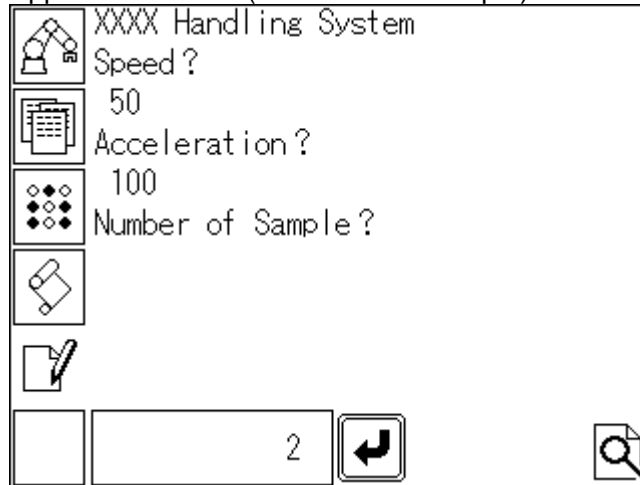 XXXX Handling System
Speed?
50
Acceleration?
100
Number of Sample?
2